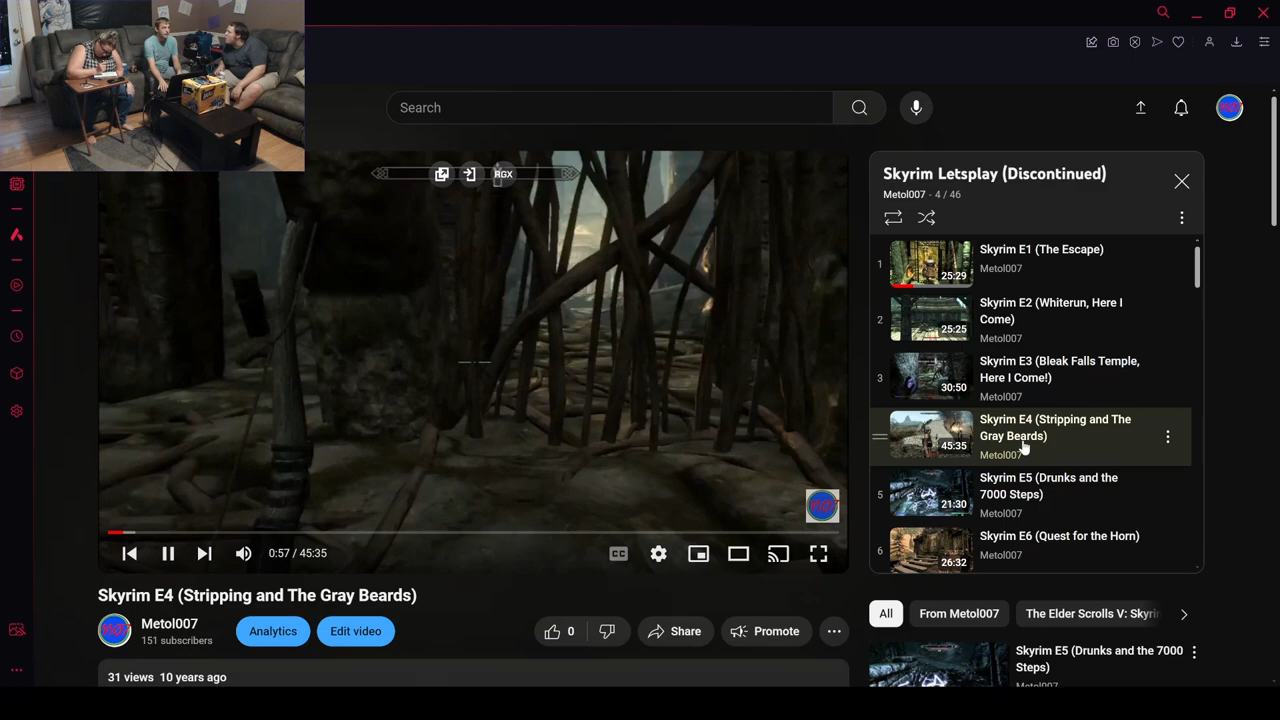 Search
RGX
Skyrim Letsplay (Discontinued)
Metol007 - 4 / 46
1
25:29
Skyrim E1 (The Escape)
Metol007
2
25:25
Skyrim E2 (Whiterun, Here I
Come)
Metol007
3
30:50
Skyrim E3 (Bleak Falls Temple,
Here I Come!)
Metol007
45:35
Skyrim E4 (Stripping and The
Gray Beards)
Metol007
5
21:30
Skyrim E5 (Drunks and the
7000 Steps)
Metol007
6
26:32
Skyrim E6 (Quest for the Horn)
Metol007
0:57 / 45:35
CC
Skyrim E4 (Stripping and The Gray Beards)
Metol007
151 subscribers
Analytics
Edit video
0
Share
Promote
31 views 10 years ago
All
From Metol007
The Elder Scrolls V: Skyrim
Skyrim E5 (Drunks and the 7000
Steps)